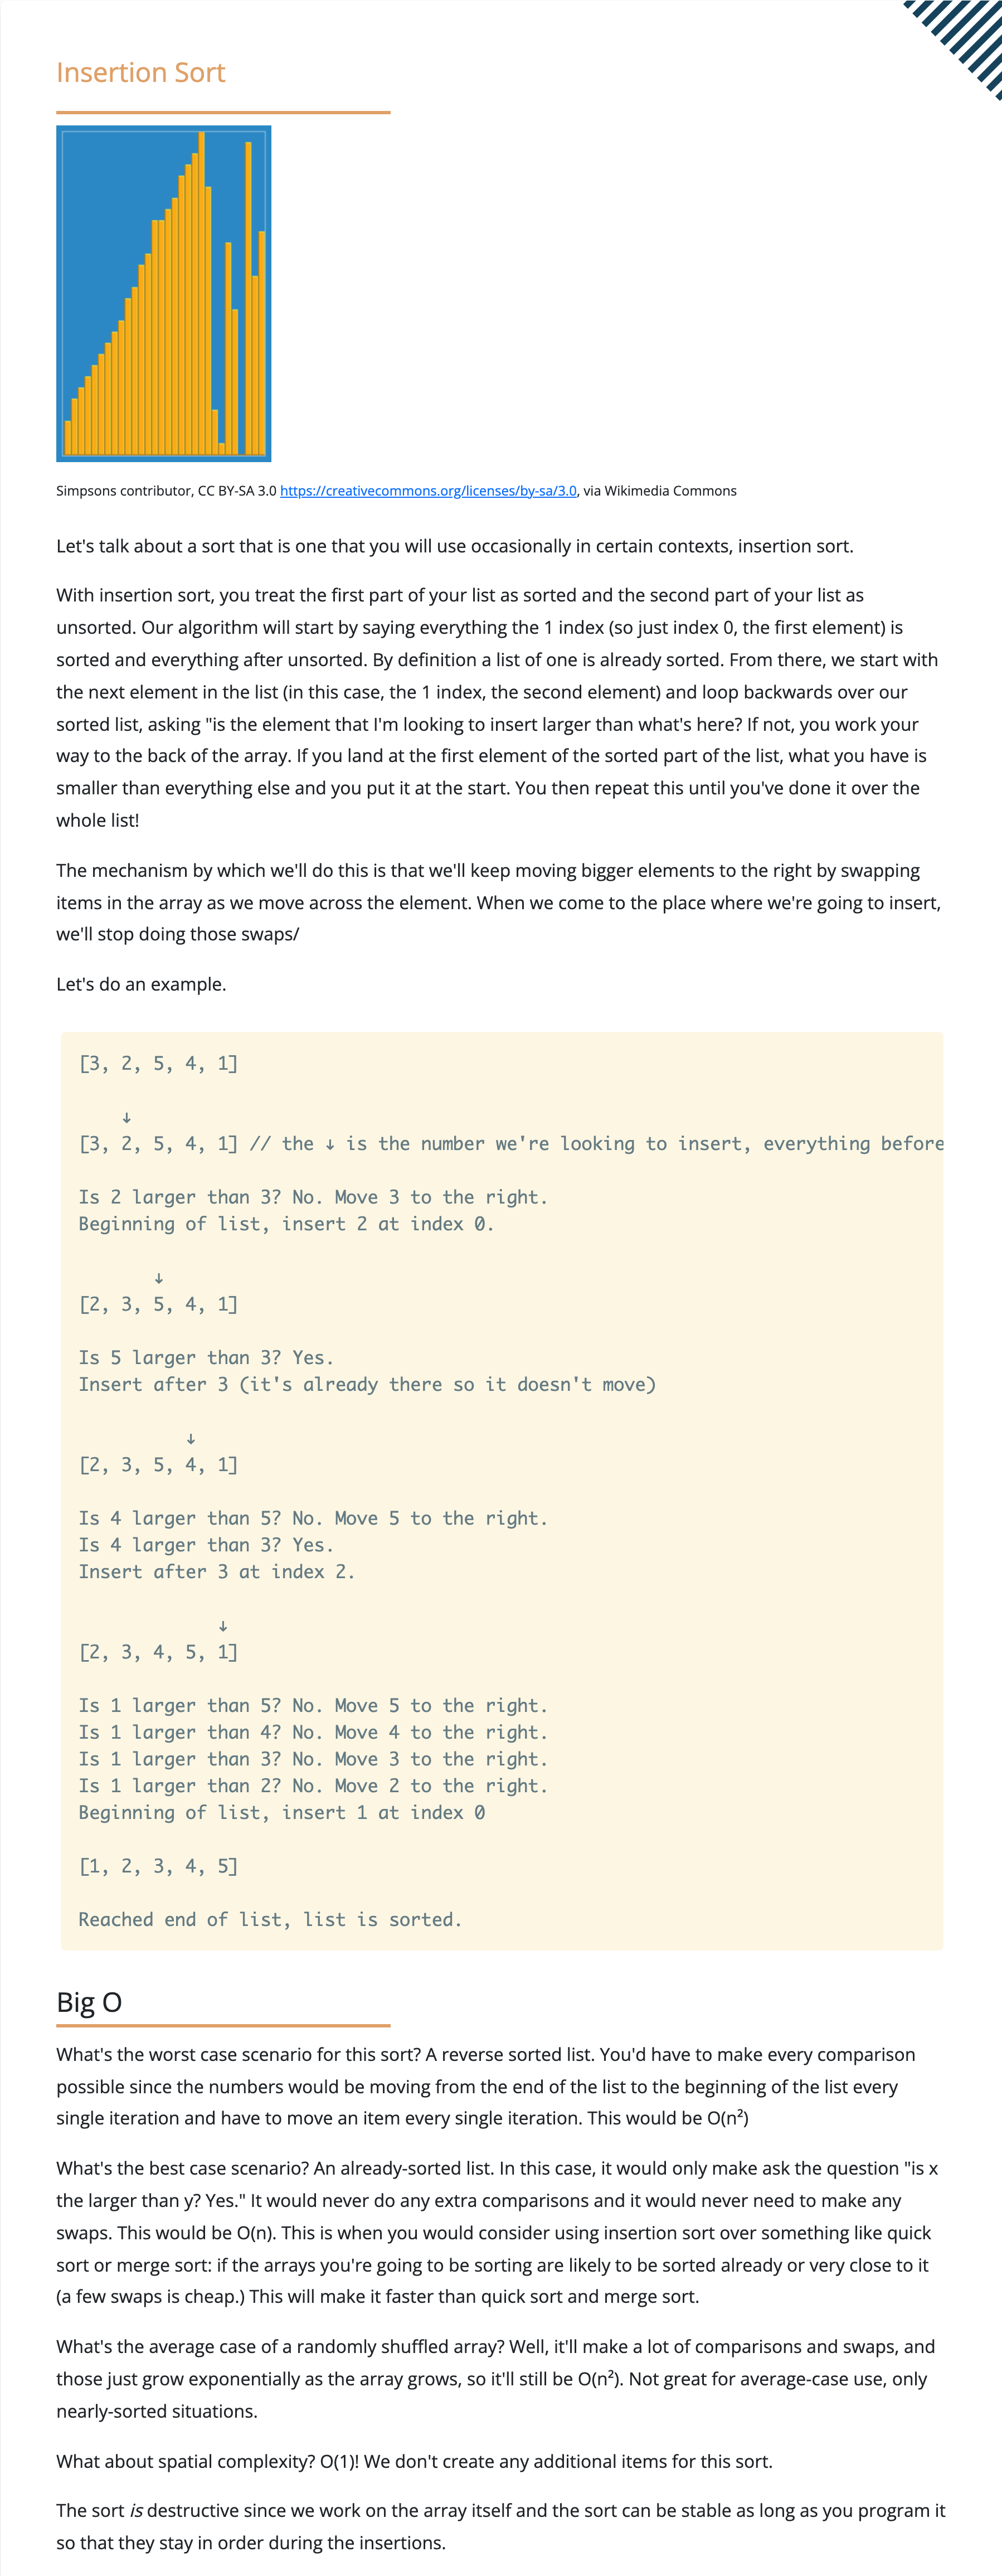 Insertion Sort
Simpsons contributor, CC BY-SA 3.0 https://creativecommons.org/licenses/by-sa/3.0, via Wikimedia Commons
Let's talk about a sort that is one that you will use occasionally in certain contexts, insertion sort.
With insertion sort, you treat the first part of your list as sorted and the second part of your list as
unsorted. Our algorithm will start by saying everything the 1 index (so just index 0, the first element) is
sorted and everything after unsorted. By definition a list of one is already sorted. From there, we start with
the next element in the list (in this case, the 1 index, the second element) and loop backwards over our
sorted list, asking "is the element that I'm looking to insert larger than what's here? If not, you work your
way to the back of the array. If you land at the first element of the sorted part of the list, what you have is
smaller than everything else and you put it at the start. You then repeat this until you've done it over the
whole list!
The mechanism by which we'll do this is that we'll keep moving bigger elements to the right by swapping
items in the array as we move across the element. When we come to the place where we're going to insert,
we'll stop doing those swaps/
Let's do an example.
[3, 2, 5, 4, 1]
↓
[3, 2, 5, 4, 1] // the ↓ is the number we're looking to insert, everything before
Is 2 larger than 3? No. Move 3 to the right.
Beginning of list, insert 2 at index 0.
↓
[2, 3, 5, 4, 1]
Is 5 larger than 3? Yes.
Insert after 3 (it's already there so it doesn't move)
↓
[2, 3, 5, 4, 1]
Is 4 larger than 5? No. Move 5 to the right.
Is 4 larger than 3? Yes.
Insert after 3 at index 2.
↓
[2, 3, 4, 5, 1]
Is 1 larger than 5? No. Move 5 to the right.
Is 1 larger than 4? No. Move 4 to the right.
Is 1 larger than 3? No. Move 3 to the right.
Is 1 larger than 2? No. Move 2 to the right.
Beginning of list, insert 1 at index 0
[1, 2, 3, 4, 5]
Reached end of list, list is sorted.
Big O
What's the worst case scenario for this sort? A reverse sorted list. You'd have to make every comparison
possible since the numbers would be moving from the end of the list to the beginning of the list every
single iteration and have to move an item every single iteration. This would be O(n²)
What's the best case scenario? An already-sorted list. In this case, it would only make ask the question "is x
the larger than y? Yes." It would never do any extra comparisons and it would never need to make any
swaps. This would be O(n). This is when you would consider using insertion sort over something like quick
sort or merge sort: if the arrays you're going to be sorting are likely to be sorted already or very close to it
(a few swaps is cheap.) This will make it faster than quick sort and merge sort.
What's the average case of a randomly shuffled array? Well, it'll make a lot of comparisons and swaps, and
those just grow exponentially as the array grows, so it'll still be O(n²). Not great for average-case use, only
nearly-sorted situations.
What about spatial complexity? O(1)! We don't create any additional items for this sort.
The sort is destructive since we work on the array itself and the sort can be stable as long as you program it
so that they stay in order during the insertions.